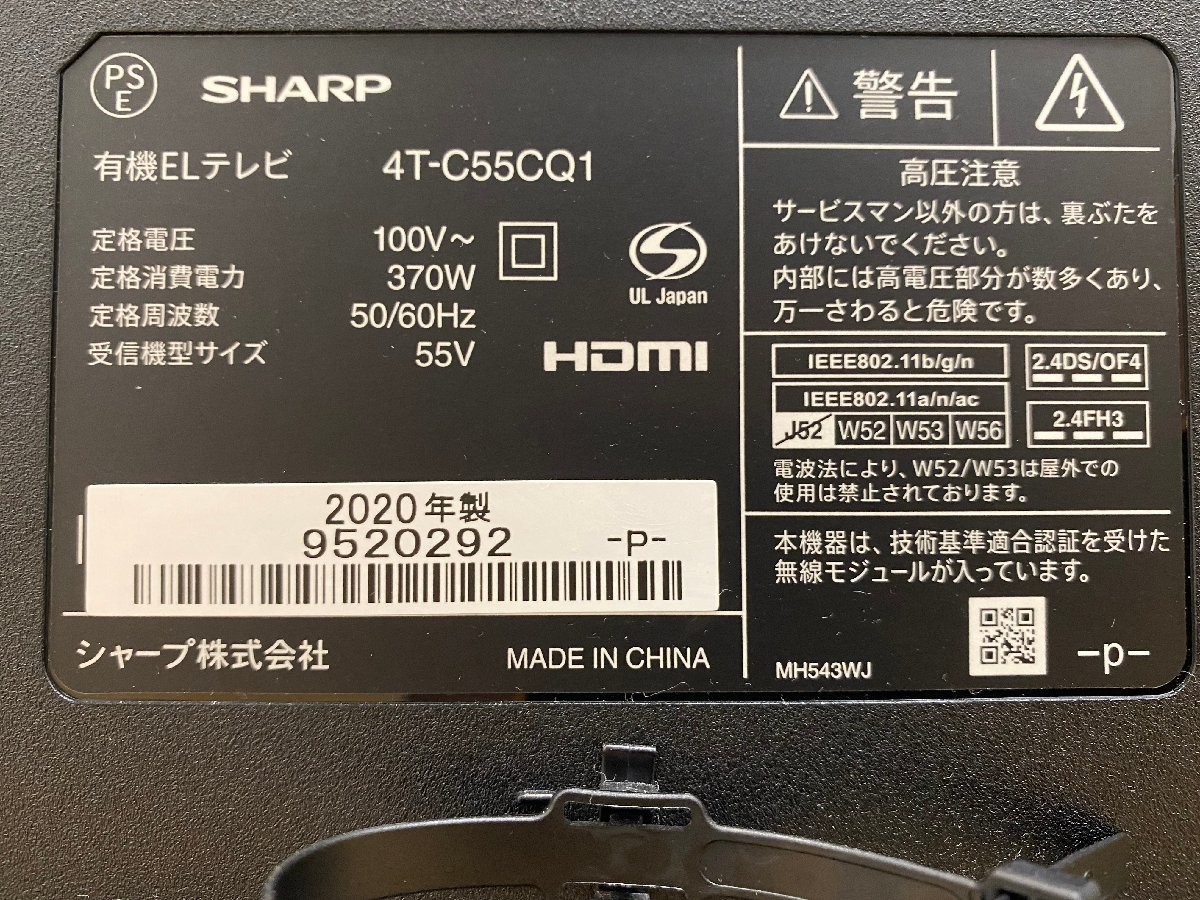 PS
E
SHARP
有機ELテレビ 4T-C55CQ1
定格電圧 100V～
定格消費電力 370W
定格周波数 50/60Hz
受信機型サイズ 55V
UL Japan
HDMI
2020年製
9520292 -P-
シャープ株式会社 MADE IN CHINA
警告
高圧注意
サービスマン以外の方は、裏ぶたを
あけないでください。
内部には高電圧部分が数多くあり、
万一さわると危険です。
IEEE802.11b/g/n
IEEE802.11a/n/ac
J52 W52 W53 W56
2.4DS/OF4
2.4FH3
電波法により、W52/W53は屋外での
使用は禁止されております。
本機器は、技術基準適合認証を受けた
無線モジュールが入っています。
MH543WJ -P-